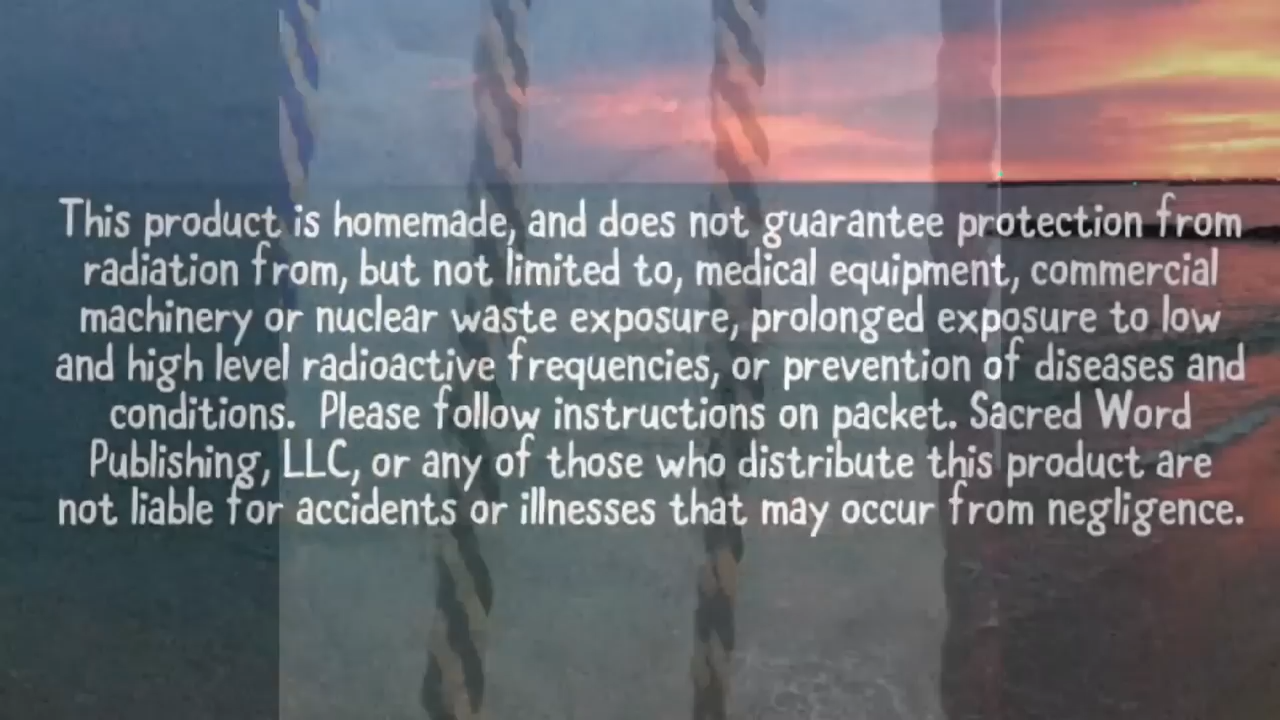 This product is homemade, and does not guarantee protection from
radiation from, but not limited to, medical equipment, commercial
machinery or nuclear waste exposure, prolonged exposure to low
and high level radioactive frequencies, or prevention of diseases and
conditions.  Please follow instructions on packet. Sacred Word
Publishing, LLC, or any of those who distribute this product are
not liable for accidents or illnesses that may occur from negligence.